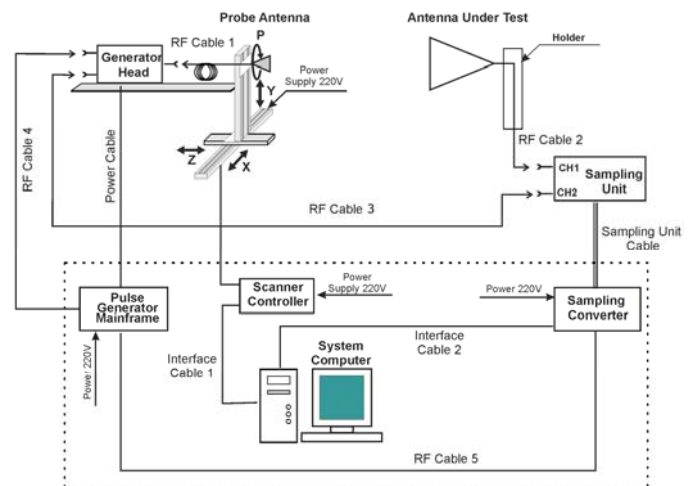 Probe Antenna
Antenna Under Test
RF Cable 1
P
Generator
Head
Holder
Power
Supply 220V
Y
RF Cable 4
Power Cable
RF Cable 2
Z
X
CH1
Sampling
Unit
CH2
RF Cable 3
Sampling Unit
Cable
Pulse
Generator
Mainframe
Scanner
Controller
Power
Supply 220V
Power 220V
Sampling
Converter
Power 220V
Interface
Cable 1
System
Computer
Interface
Cable 2
RF Cable 5